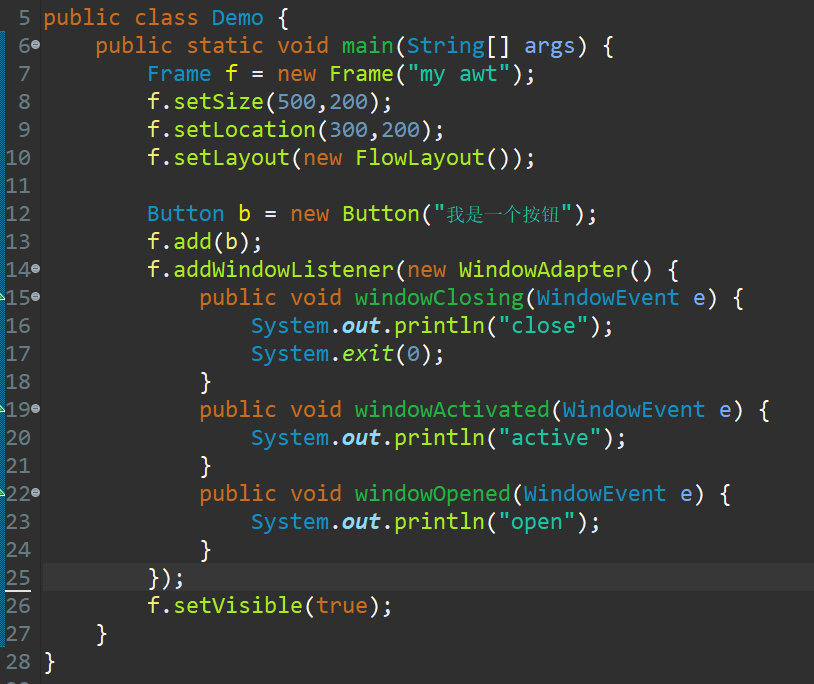 5 public class Demo {
6 public static void main(String[] args) {
7 Frame f = new Frame("my awt");
8 f.setSize(500,200);
9 f.setLocation(300,200);
10 f.setLayout(new FlowLayout());
11
12 Button b = new Button("我是一个按钮");
13 f.add(b);
14 f.addWindowListener(new WindowAdapter() {
15 public void windowClosing(WindowEvent e) {
16 System.out.println("close");
17 System.exit(0);
18 }
19 public void windowActivated(WindowEvent e) {
20 System.out.println("active");
21 }
22 public void windowOpened(WindowEvent e) {
23 System.out.println("open");
24 }
25 });
26 f.setVisible(true);
27 }
28 }